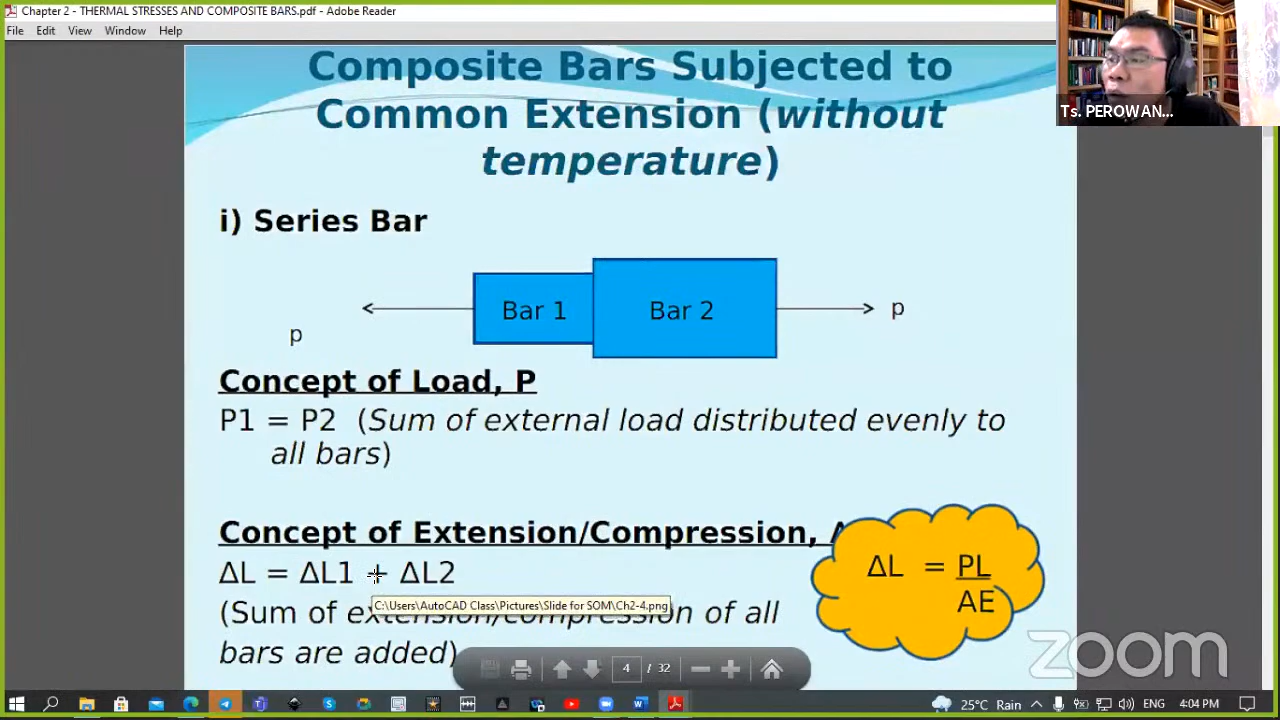 Chapter 2 - THERMAL STRESSES AND COMPOSITE BARS.pdf - Adobe Reader
File Edit View Window Help
Ts. PEROWAN...
Composite Bars Subjected to
Common Extension (without
temperature)
i) Series Bar
p
Bar 1
Bar 2
p
Concept of Load, P
P1 = P2 (Sum of external load distributed evenly to
all bars)
Concept of Extension/Compression,
ΔL = ΔL1 + ΔL2
C:\Users\AutoCAD Class\Pictures\Slide for SOM\Ch2-4.png
(Sum of extension/compression of all
bars are added)
ΔL = PL
AE
zoom
4 / 32
25°C Rain
ENG
4:04 PM